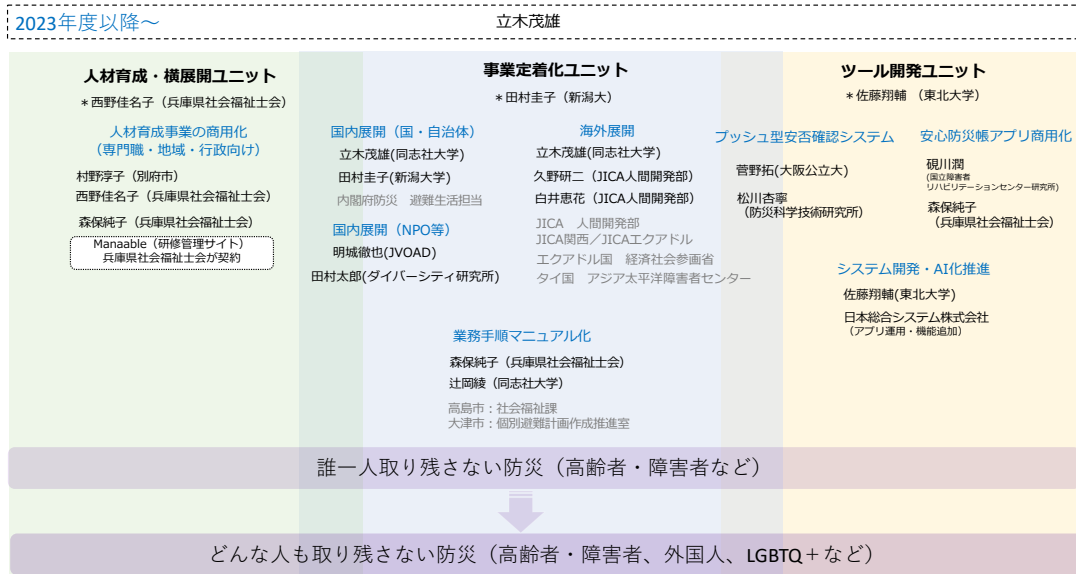 2023年度以降～
立木茂雄
人材育成・横展開ユニット
＊西野佳名子（兵庫県社会福祉士会）
人材育成事業の商用化
（専門職・地域・行政向け）
村野淳子（別府市）
西野佳名子（兵庫県社会福祉士会）
森保純子（兵庫県社会福祉士会）
Manaable（研修管理サイト）
兵庫県社会福祉士会が契約
事業定着化ユニット
＊田村圭子（新潟大）
国内展開（国・自治体）
立木茂雄(同志社大学)
田村圭子(新潟大学)
内閣府防災　避難生活担当
国内展開（NPO等）
明城徹也(JVOAD)
田村太郎(ダイバーシティ研究所)
海外展開
立木茂雄(同志社大学)
久野研二（JICA人間開発部）
白井恵花（JICA人間開発部）
JICA　人間開発部
JICA関西／JICAエクアドル
エクアドル国　経済社会参画省
タイ国　アジア太平洋障害者センター
業務手順マニュアル化
森保純子（兵庫県社会福祉士会）
辻岡綾（同志社大学）
高島市：社会福祉課
大津市：個別避難計画作成推進室
ツール開発ユニット
＊佐藤翔輔 （東北大学）
プッシュ型安否確認システム
菅野拓(大阪公立大)
松川杏寧
（防災科学技術研究所）
安心防災帳アプリ商用化
硯川潤
(国立障害者
リハビリテーションセンター研究所)
森保純子
（兵庫県社会福祉士会）
システム開発・AI化推進
佐藤翔輔(東北大学)
日本総合システム株式会社
（アプリ運用・機能追加）
誰一人取り残さない防災（高齢者・障害者など）
どんな人も取り残さない防災（高齢者・障害者、外国人、LGBTQ＋など）